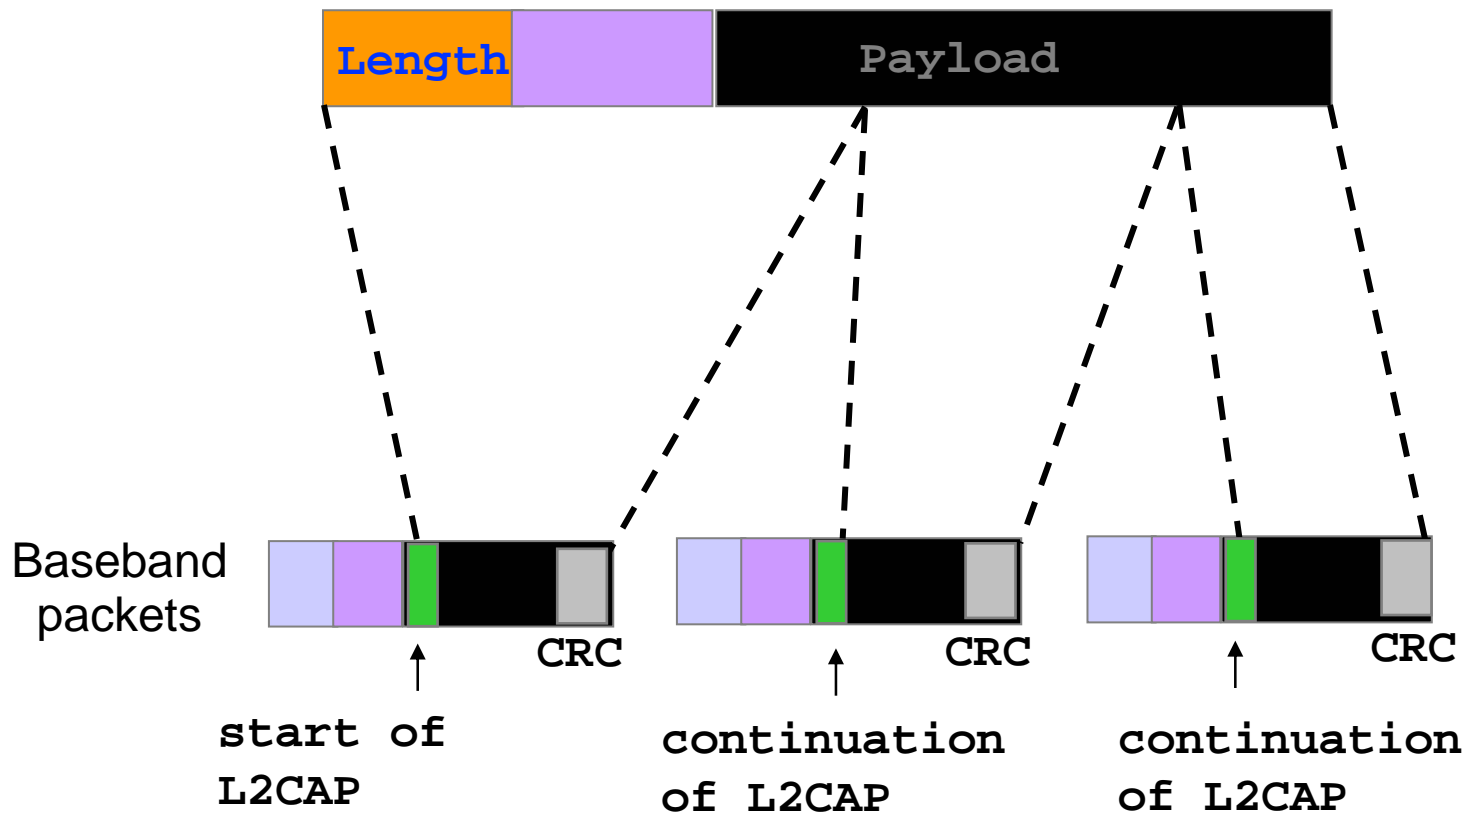 Length
Payload
Baseband
packets
CRC
CRC
CRC
start of
L2CAP
continuation
of L2CAP
continuation
of L2CAP